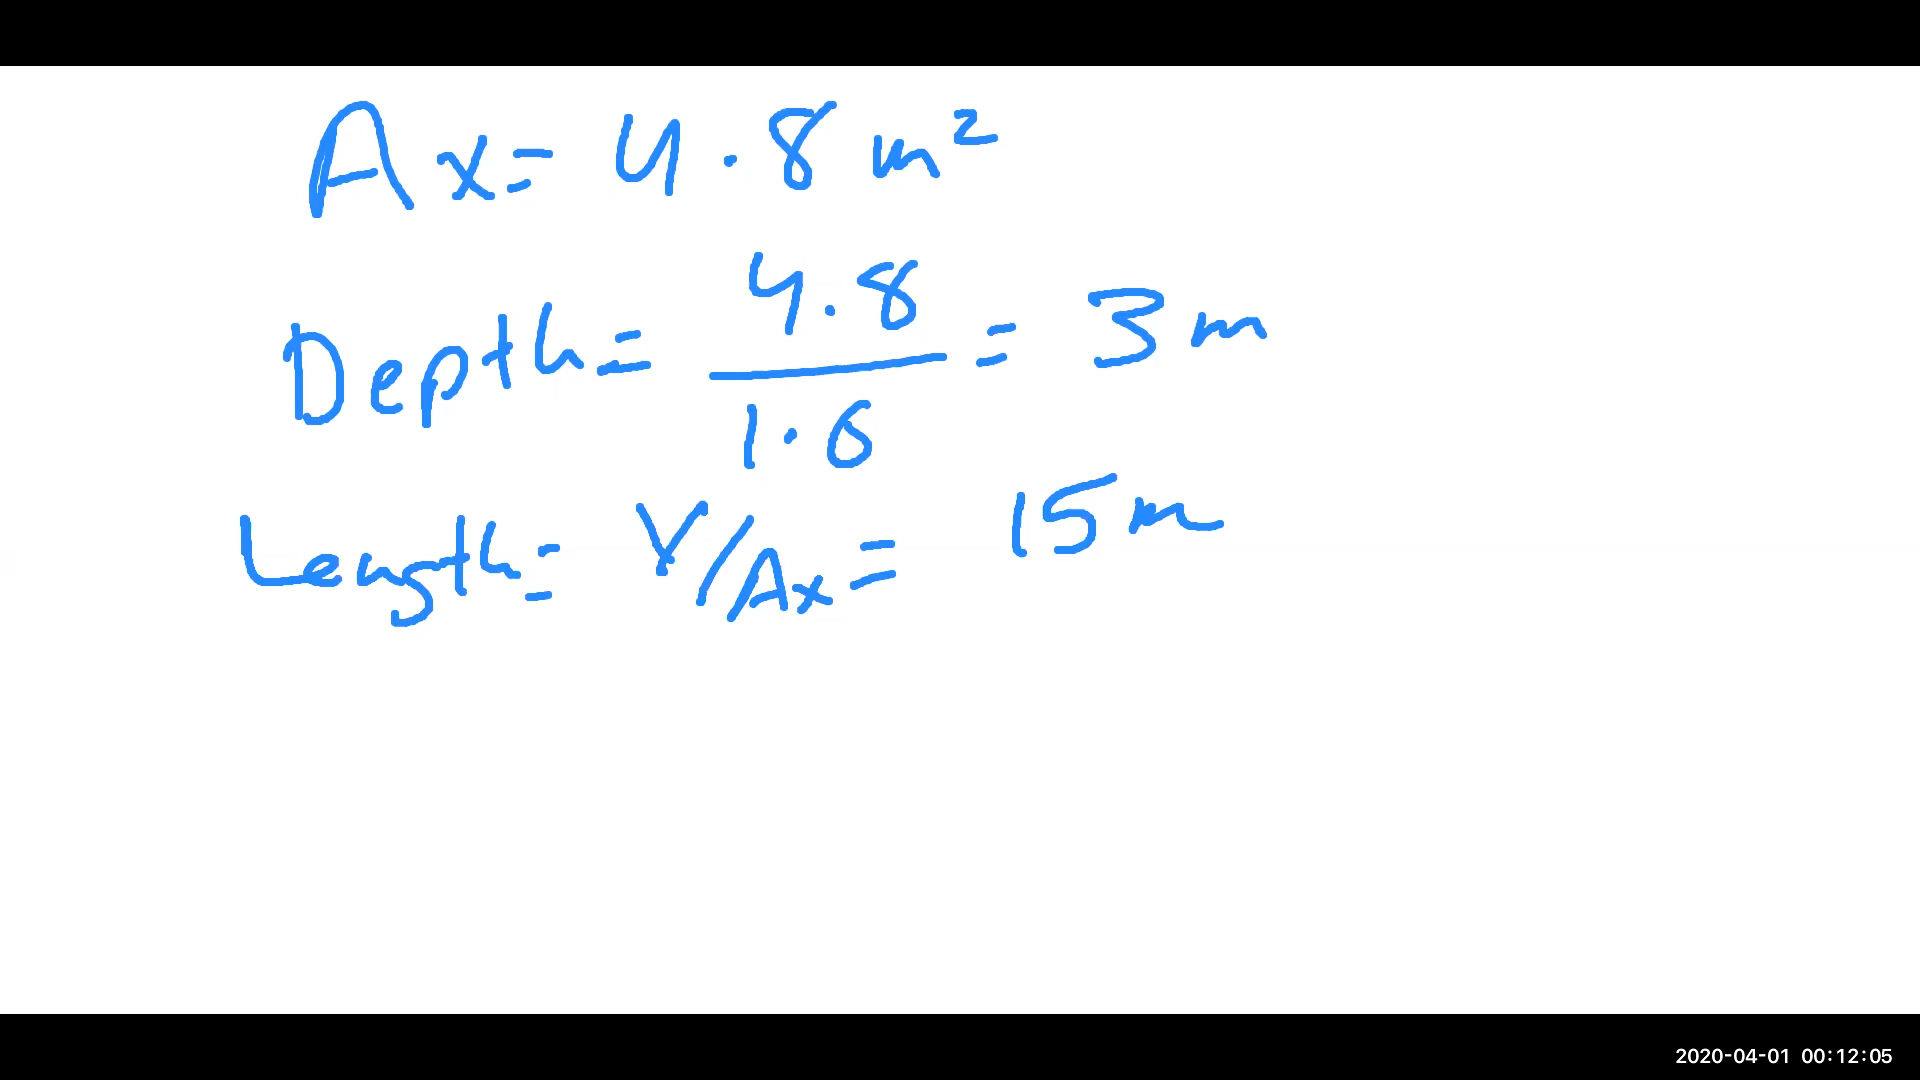 Ax = 4.8 m²
Depth = 4.8 / 1.6 = 3 m
Length = V/Ax = 15 m
2020-04-01 00:12:05